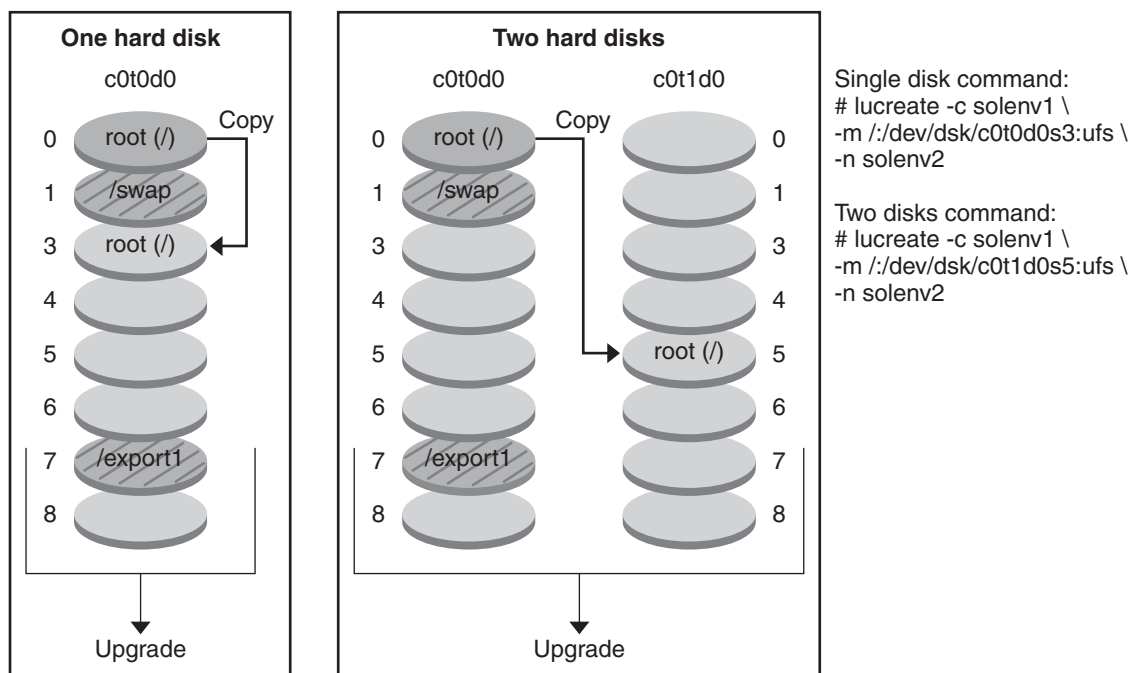 One hard disk
c0t0d0
Copy
0 root (/)
1 /swap
3 root (/)
4
5
6
7 /export1
8
Upgrade
Two hard disks
c0t0d0 c0t1d0
Copy
0 root (/) 0
1 /swap 1
3 3
4 4
5 root (/) 5
6 6
7 /export1 7
8 8
Upgrade
Single disk command:
# lucreate -c solenv1 \
-m /:/dev/dsk/c0t0d0s3:ufs \
-n solenv2
Two disks command:
# lucreate -c solenv1 \
-m /:/dev/dsk/c0t1d0s5:ufs \
-n solenv2